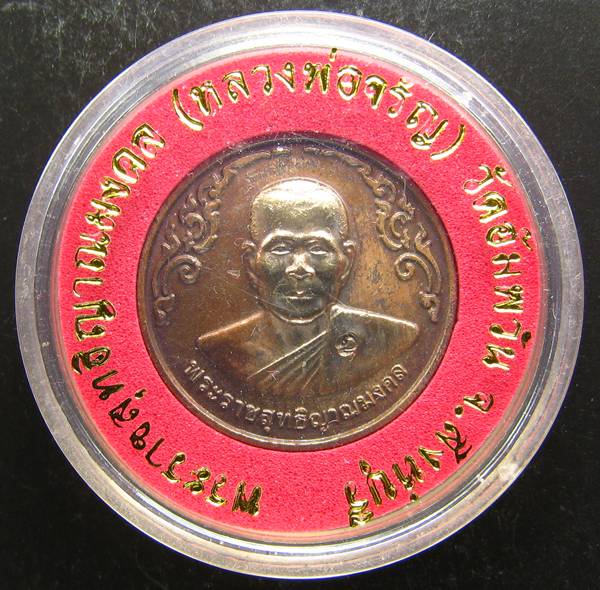 พระราชสุทธิญาณมงคล (หลวงพ่อจรัญ) วัดอัมพวัน จ.สิงห์บุรี
พระราชสุทธิญาณมงคล